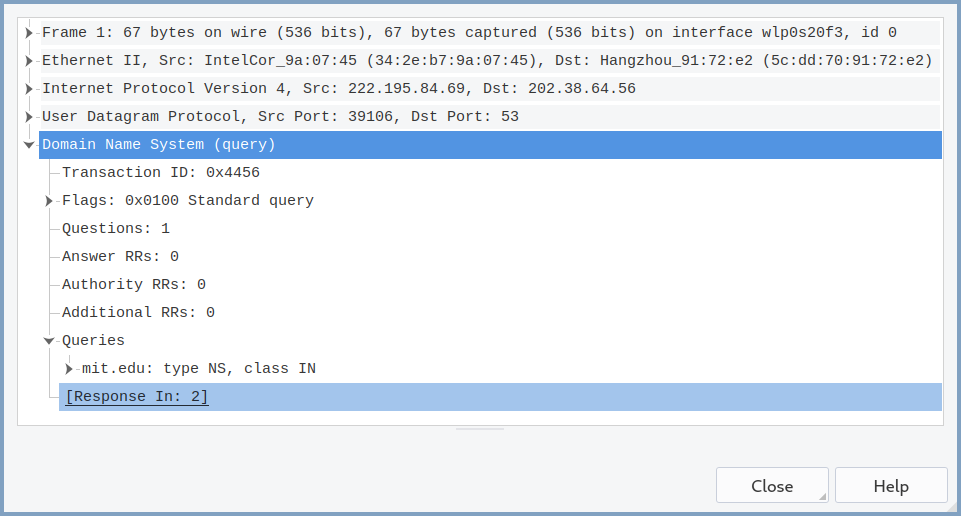 Frame 1: 67 bytes on wire (536 bits), 67 bytes captured (536 bits) on interface wlp0s20f3, id 0
Ethernet II, Src: IntelCor_9a:07:45 (34:2e:b7:9a:07:45), Dst: Hangzhou_91:72:e2 (5c:dd:70:91:72:e2)
Internet Protocol Version 4, Src: 222.195.84.69, Dst: 202.38.64.56
User Datagram Protocol, Src Port: 39106, Dst Port: 53
Domain Name System (query)
Transaction ID: 0x4456
Flags: 0x0100 Standard query
Questions: 1
Answer RRs: 0
Authority RRs: 0
Additional RRs: 0
Queries
mit.edu: type NS, class IN
[Response In: 2]
Close Help